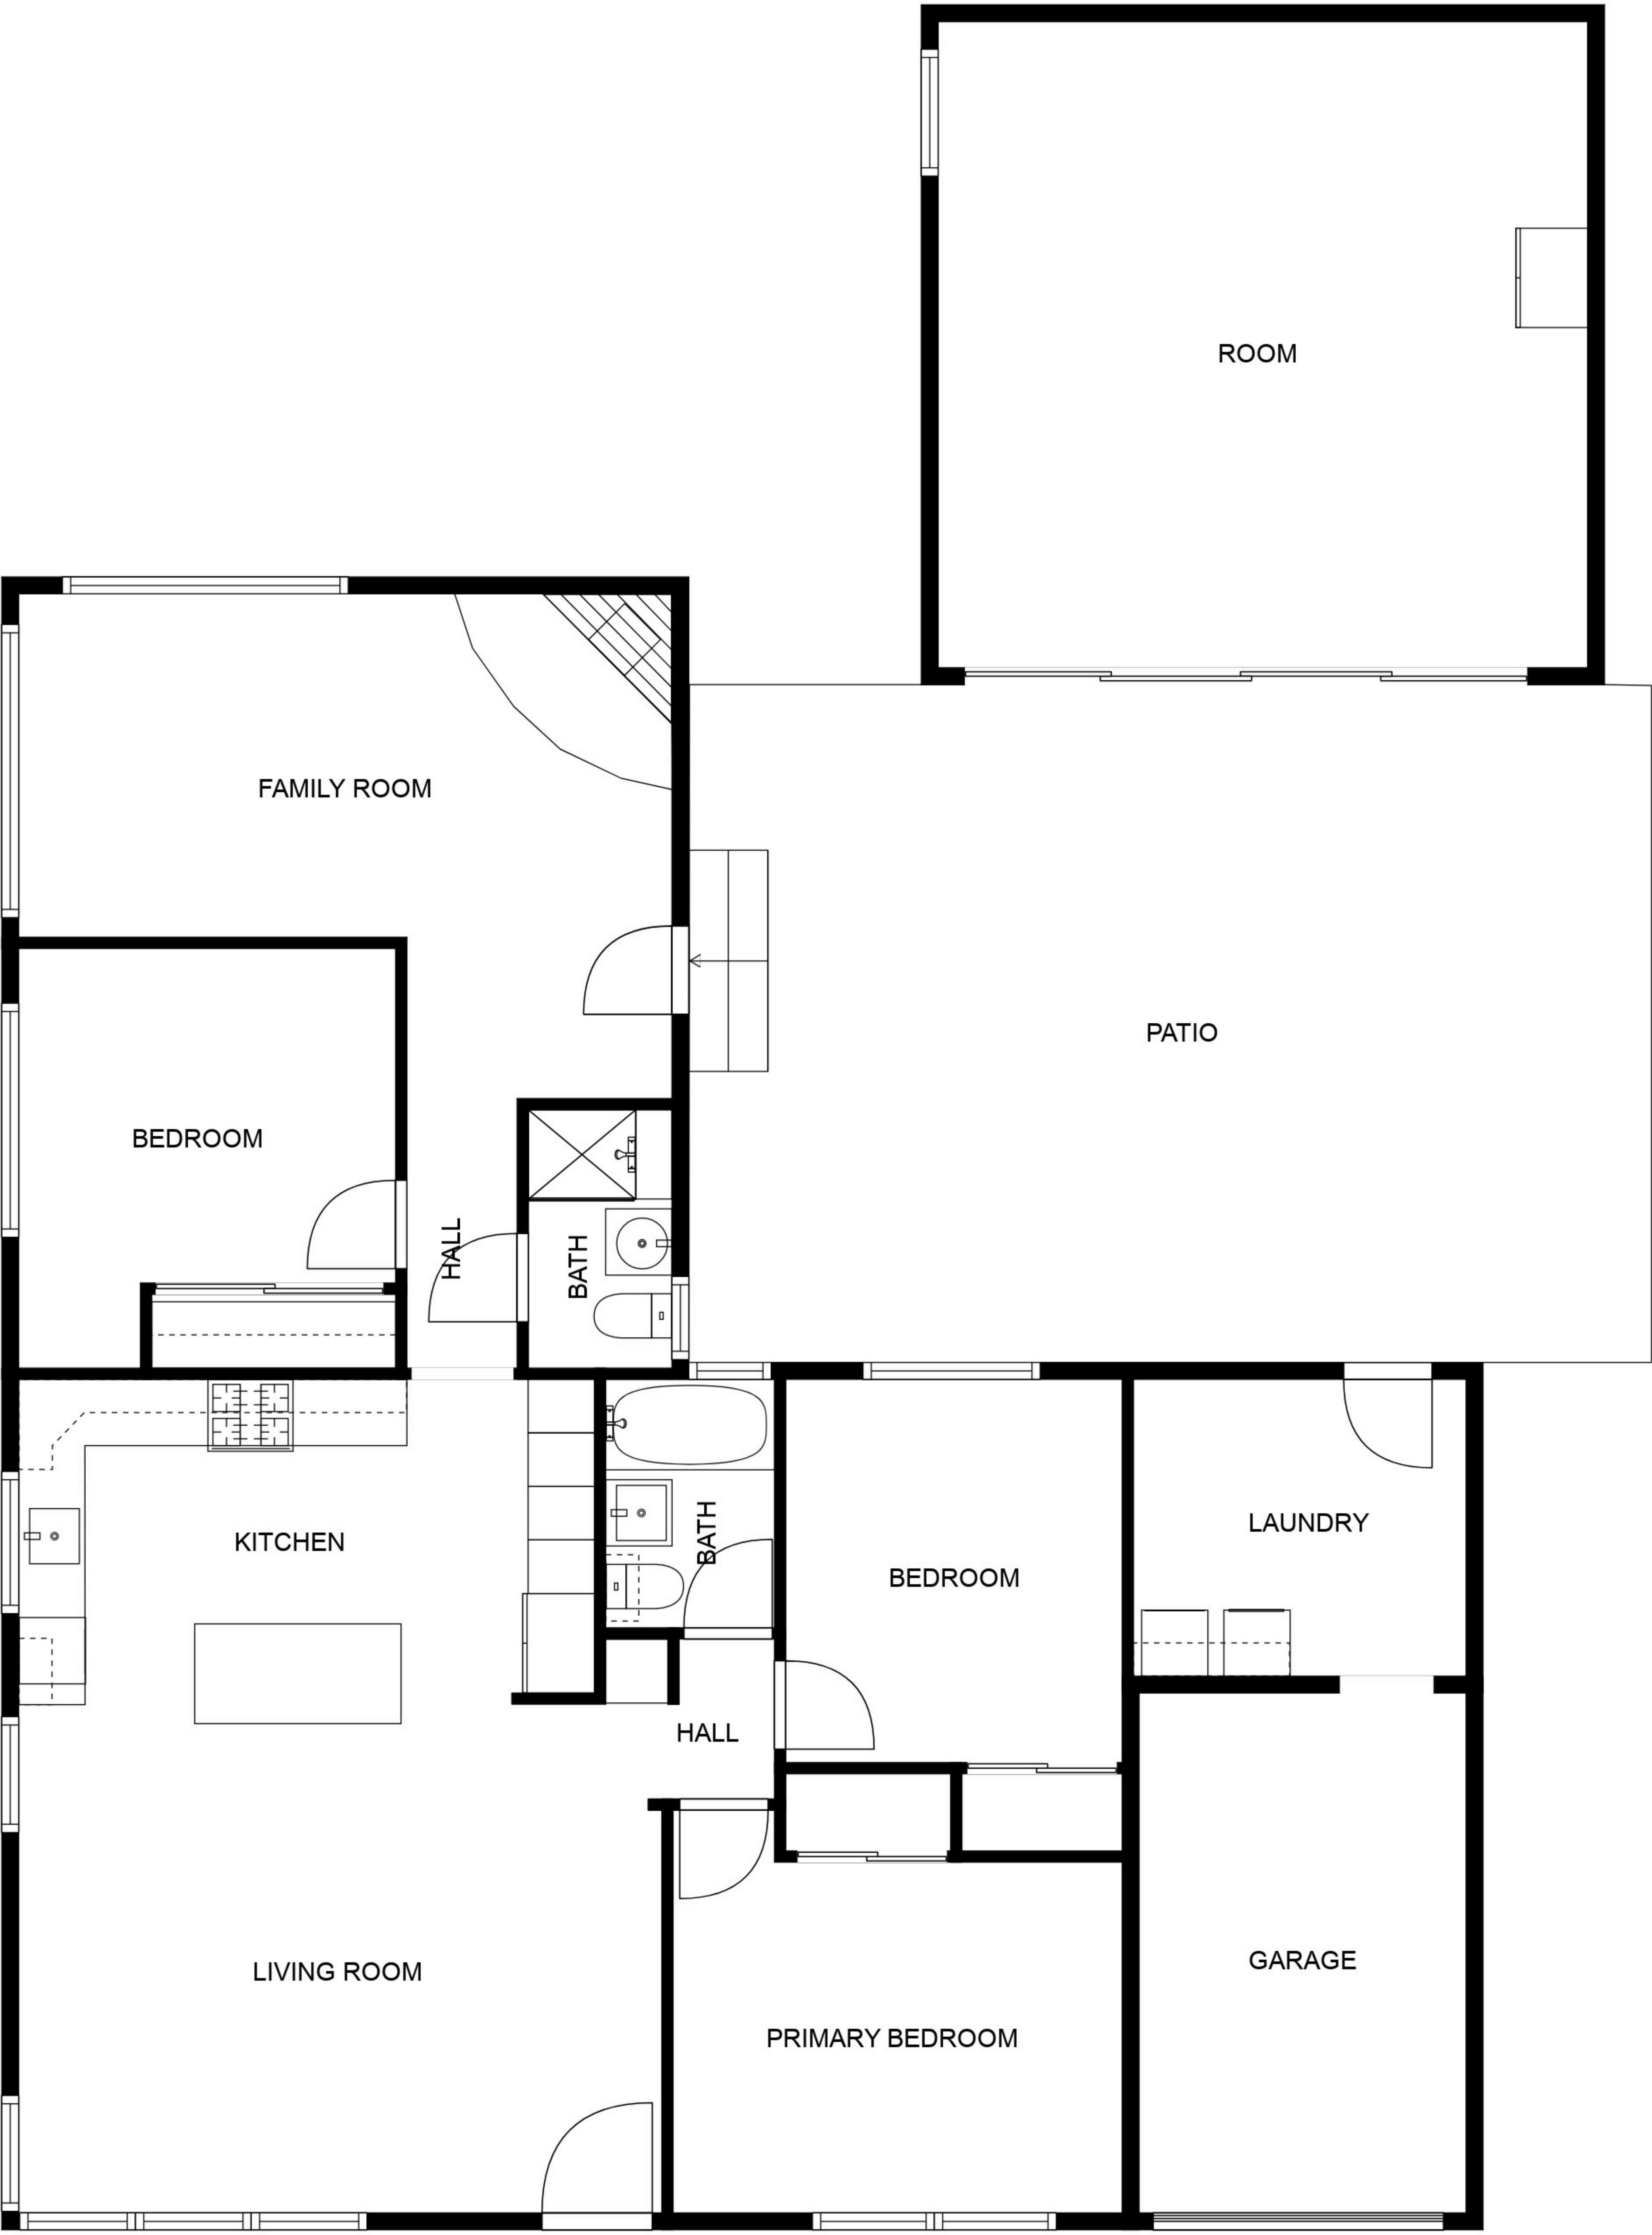 ROOM
FAMILY ROOM
PATIO
BEDROOM
HALL
BATH
KITCHEN
BATH
BEDROOM
LAUNDRY
HALL
LIVING ROOM
GARAGE
PRIMARY BEDROOM